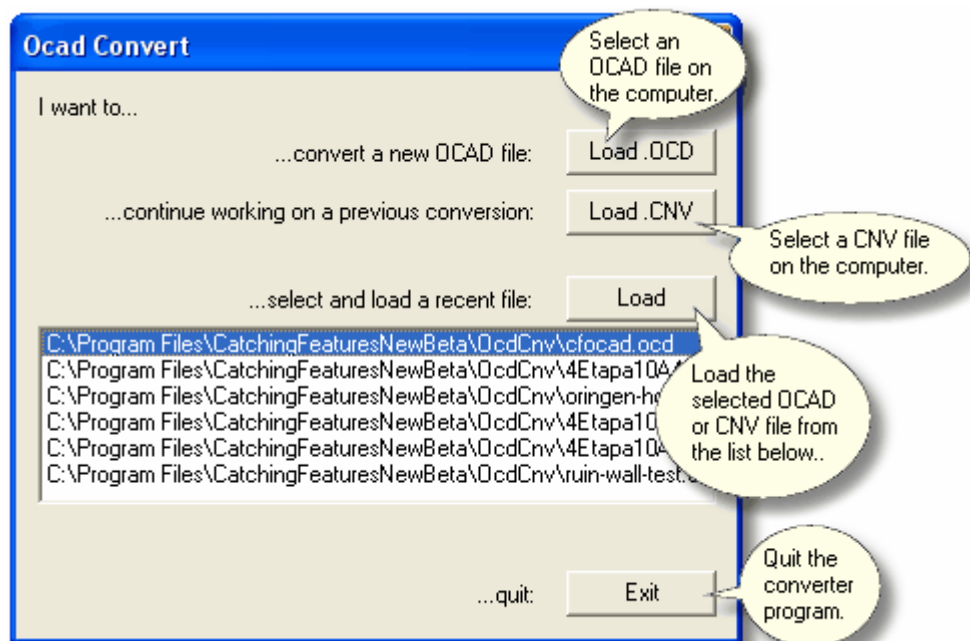 Ocad Convert
Select an
OCAD file on
the computer.
I want to...
...convert a new OCAD file:
Load .OCD
...continue working on a previous conversion:
Load .CNV
Select a CNV file
on the computer.
...select and load a recent file:
Load
C:\Program Files\CatchingFeaturesNewBeta\OcdCnv\cfocad.ocd
C:\Program Files\CatchingFeaturesNewBeta\OcdCnv\4Etapa10A4
C:\Program Files\CatchingFeaturesNewBeta\OcdCnv\oringen-h
C:\Program Files\CatchingFeaturesNewBeta\OcdCnv\4Etapa10
C:\Program Files\CatchingFeaturesNewBeta\OcdCnv\4Etapa10A
C:\Program Files\CatchingFeaturesNewBeta\OcdCnv\ruin-wall-test.
Load the
selected OCAD
or CNV file from
the list below..
Quit the
converter
program.
...quit:
Exit